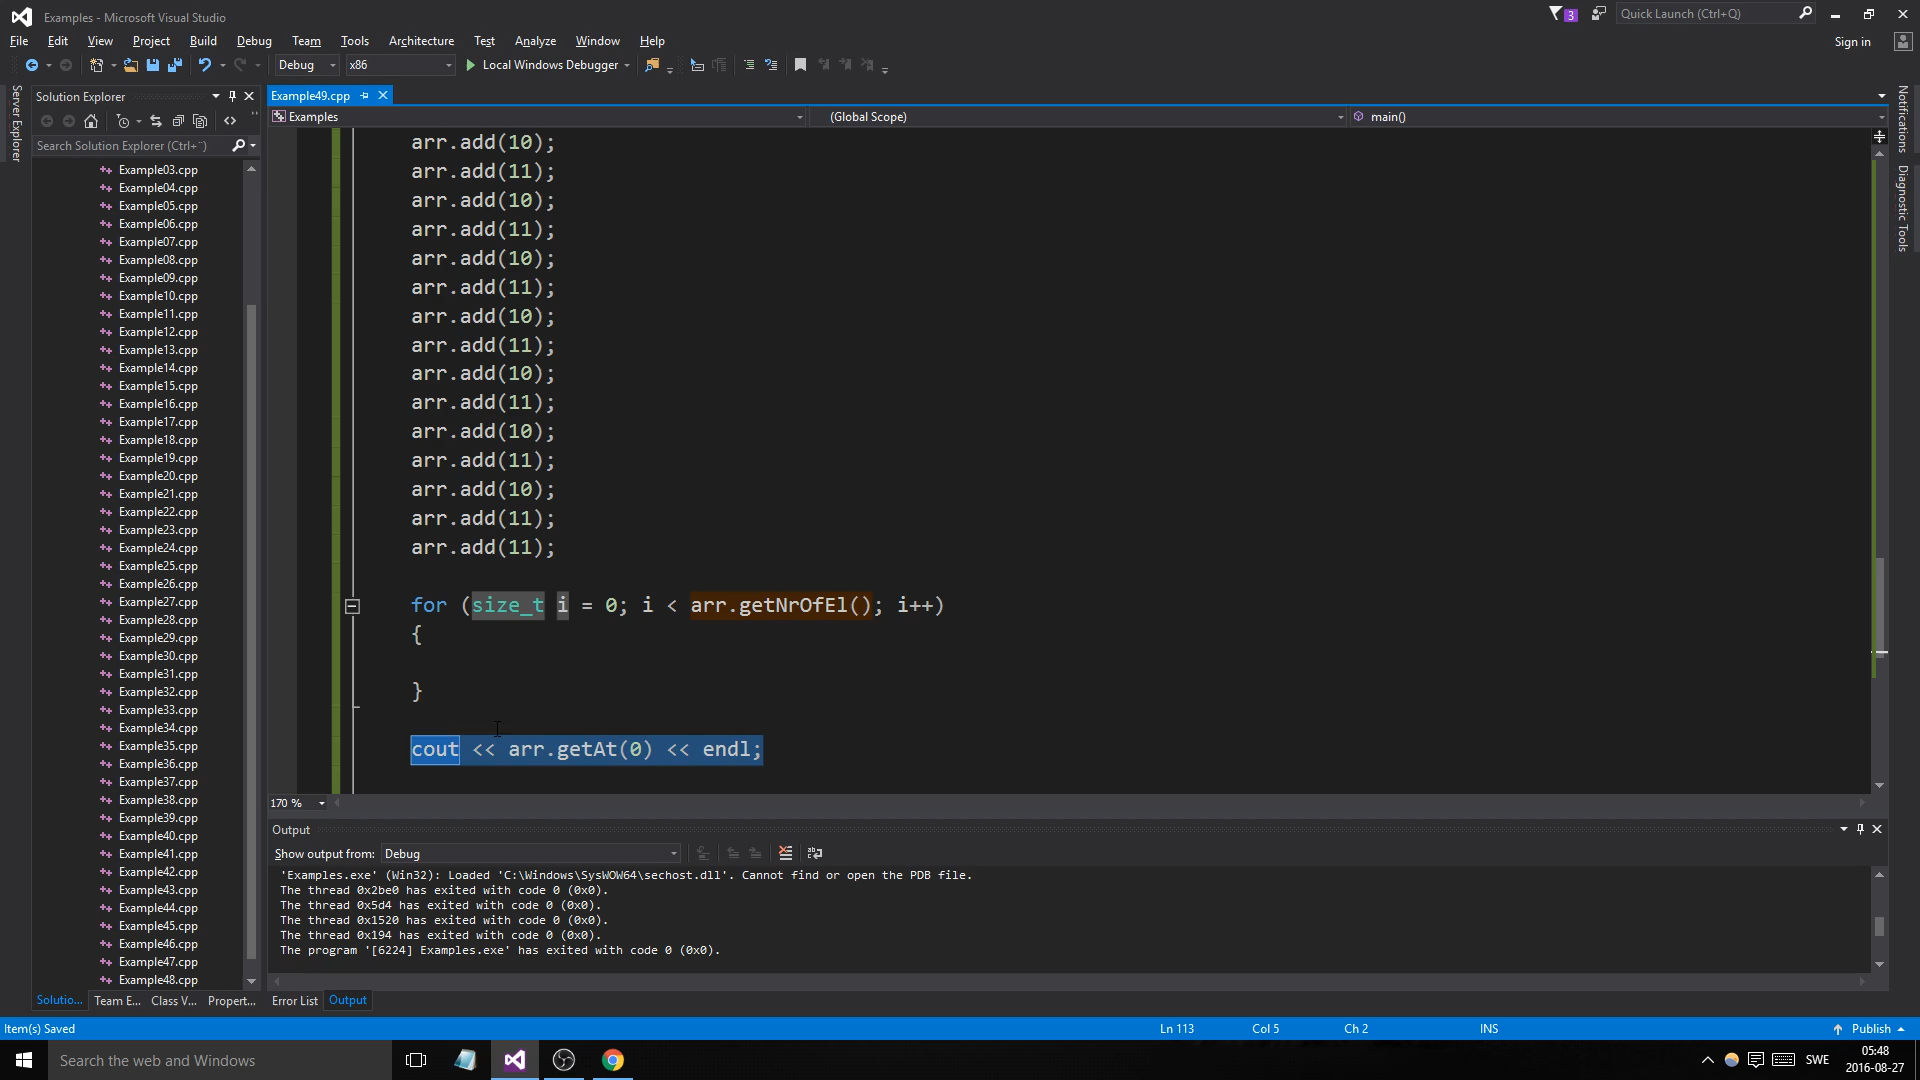 Examples - Microsoft Visual Studio
3
Quick Launch (Ctrl+Q)
File Edit View Project Build Debug Team Tools Architecture Test Analyze Window Help
Sign in
Debug x86 Local Windows Debugger
Server Explorer
Solution Explorer
Search Solution Explorer (Ctrl+¨)
Example03.cpp
Example04.cpp
Example05.cpp
Example06.cpp
Example07.cpp
Example08.cpp
Example09.cpp
Example10.cpp
Example11.cpp
Example12.cpp
Example13.cpp
Example14.cpp
Example15.cpp
Example16.cpp
Example17.cpp
Example18.cpp
Example19.cpp
Example20.cpp
Example21.cpp
Example22.cpp
Example23.cpp
Example24.cpp
Example25.cpp
Example26.cpp
Example27.cpp
Example28.cpp
Example29.cpp
Example30.cpp
Example31.cpp
Example32.cpp
Example33.cpp
Example34.cpp
Example35.cpp
Example36.cpp
Example37.cpp
Example38.cpp
Example39.cpp
Example40.cpp
Example41.cpp
Example42.cpp
Example43.cpp
Example44.cpp
Example45.cpp
Example46.cpp
Example47.cpp
Example48.cpp
Solutio... Team E... Class V... Propert...
Example49.cpp
Examples (Global Scope) main()
arr.add(10);
arr.add(11);
arr.add(10);
arr.add(11);
arr.add(10);
arr.add(11);
arr.add(10);
arr.add(11);
arr.add(10);
arr.add(11);
arr.add(10);
arr.add(11);
arr.add(10);
arr.add(11);
arr.add(11);
for (size_t i = 0; i < arr.getNrOfEl(); i++)
{
}
cout << arr.getAt(0) << endl;
170 %
Notifications
Diagnostic Tools
Output
Show output from: Debug
'Examples.exe' (Win32): Loaded 'C:\Windows\SysWOW64\sechost.dll'. Cannot find or open the PDB file.
The thread 0x2be0 has exited with code 0 (0x0).
The thread 0x5d4 has exited with code 0 (0x0).
The thread 0x1520 has exited with code 0 (0x0).
The thread 0x194 has exited with code 0 (0x0).
The program '[6224] Examples.exe' has exited with code 0 (0x0).
Error List Output
Item(s) Saved Ln 113 Col 5 Ch 2 INS Publish
Search the web and Windows
SWE
05:48
2016-08-27